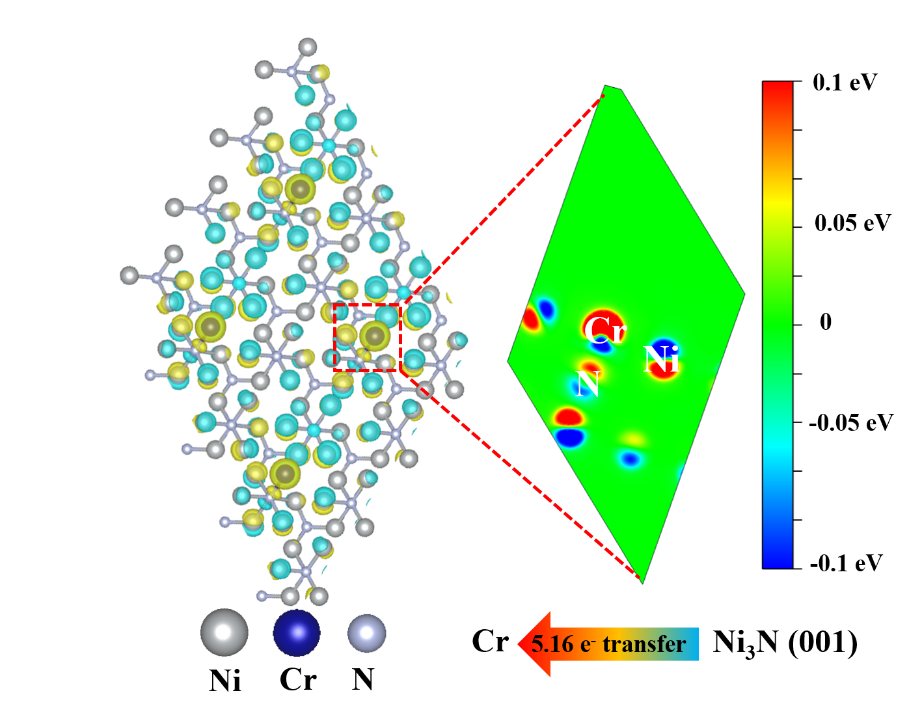 0.1 eV
0.05 eV
0
-0.05 eV
-0.1 eV
Cr
Ni
N
Ni Cr N
Cr 5.16 e⁻ transfer Ni₃N (001)